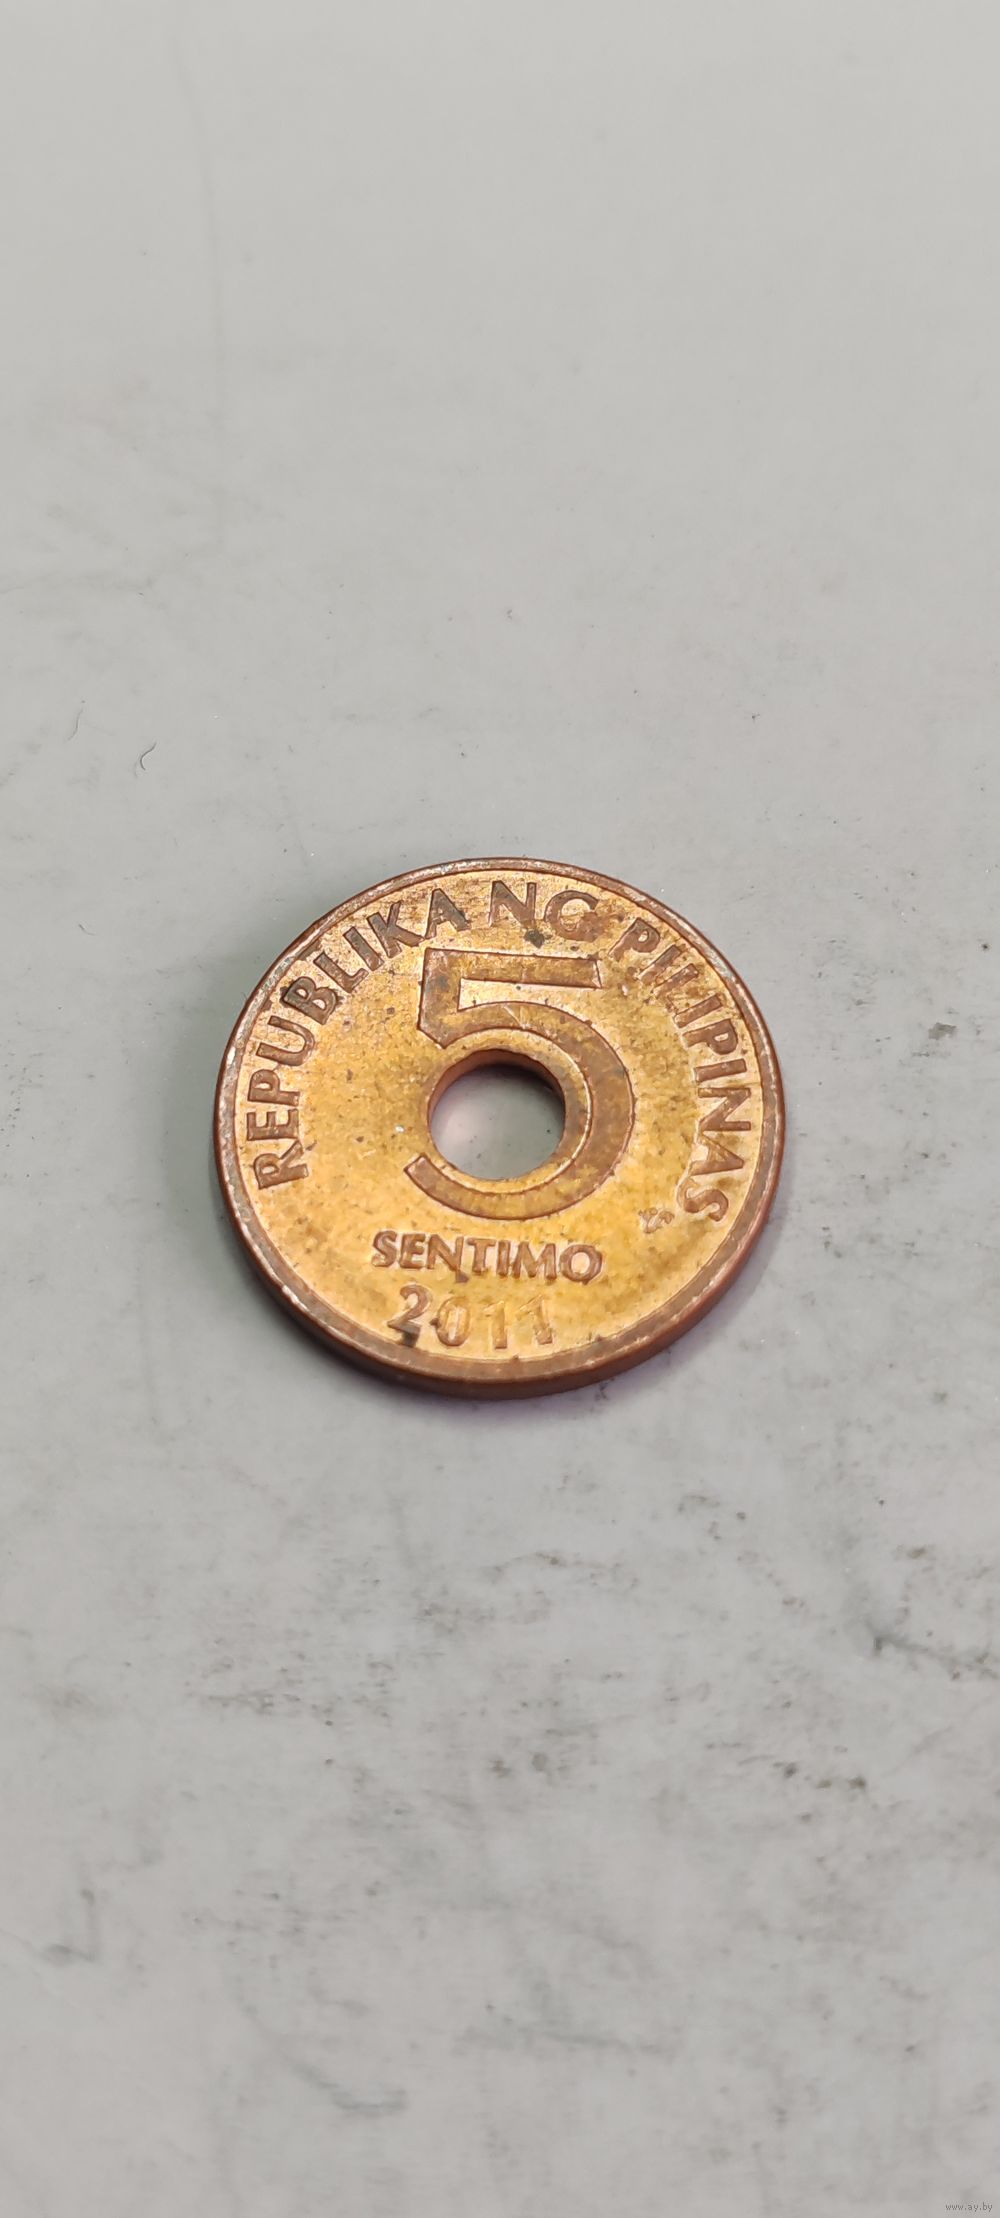 REPUBLIKA NG PILIPINAS
5
SENTIMO
2011
www.ay.by